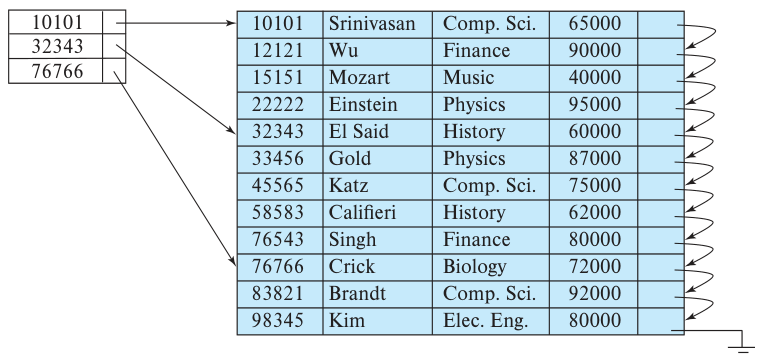 10101
32343
76766
10101 Srinivasan Comp. Sci. 65000
12121 Wu Finance 90000
15151 Mozart Music 40000
22222 Einstein Physics 95000
32343 El Said History 60000
33456 Gold Physics 87000
45565 Katz Comp. Sci. 75000
58583 Califieri History 62000
76543 Singh Finance 80000
76766 Crick Biology 72000
83821 Brandt Comp. Sci. 92000
98345 Kim Elec. Eng. 80000